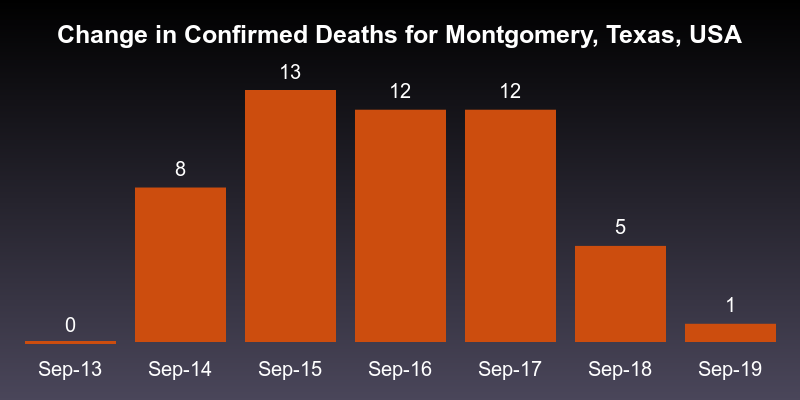 Change in Confirmed Deaths for Montgomery, Texas, USA
0
8
13
12
12
5
1
Sep-13
Sep-14
Sep-15
Sep-16
Sep-17
Sep-18
Sep-19